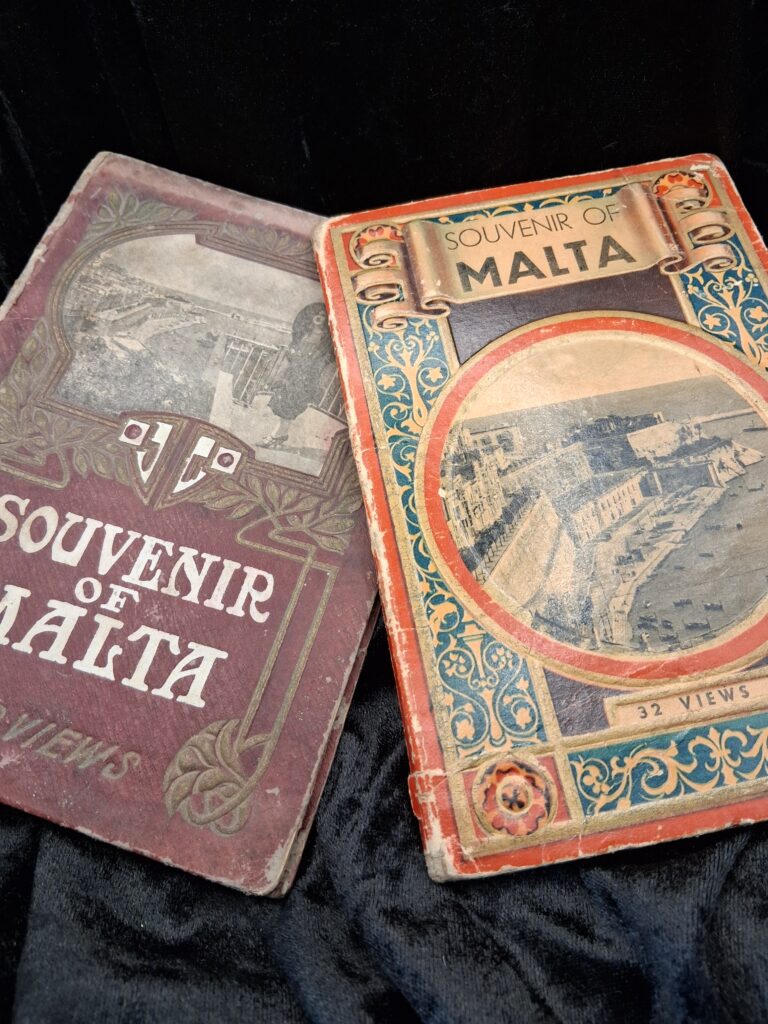 SOUVENIR
OF
MALTA
VIEWS
SOUVENIR OF
MALTA
32 VIEWS